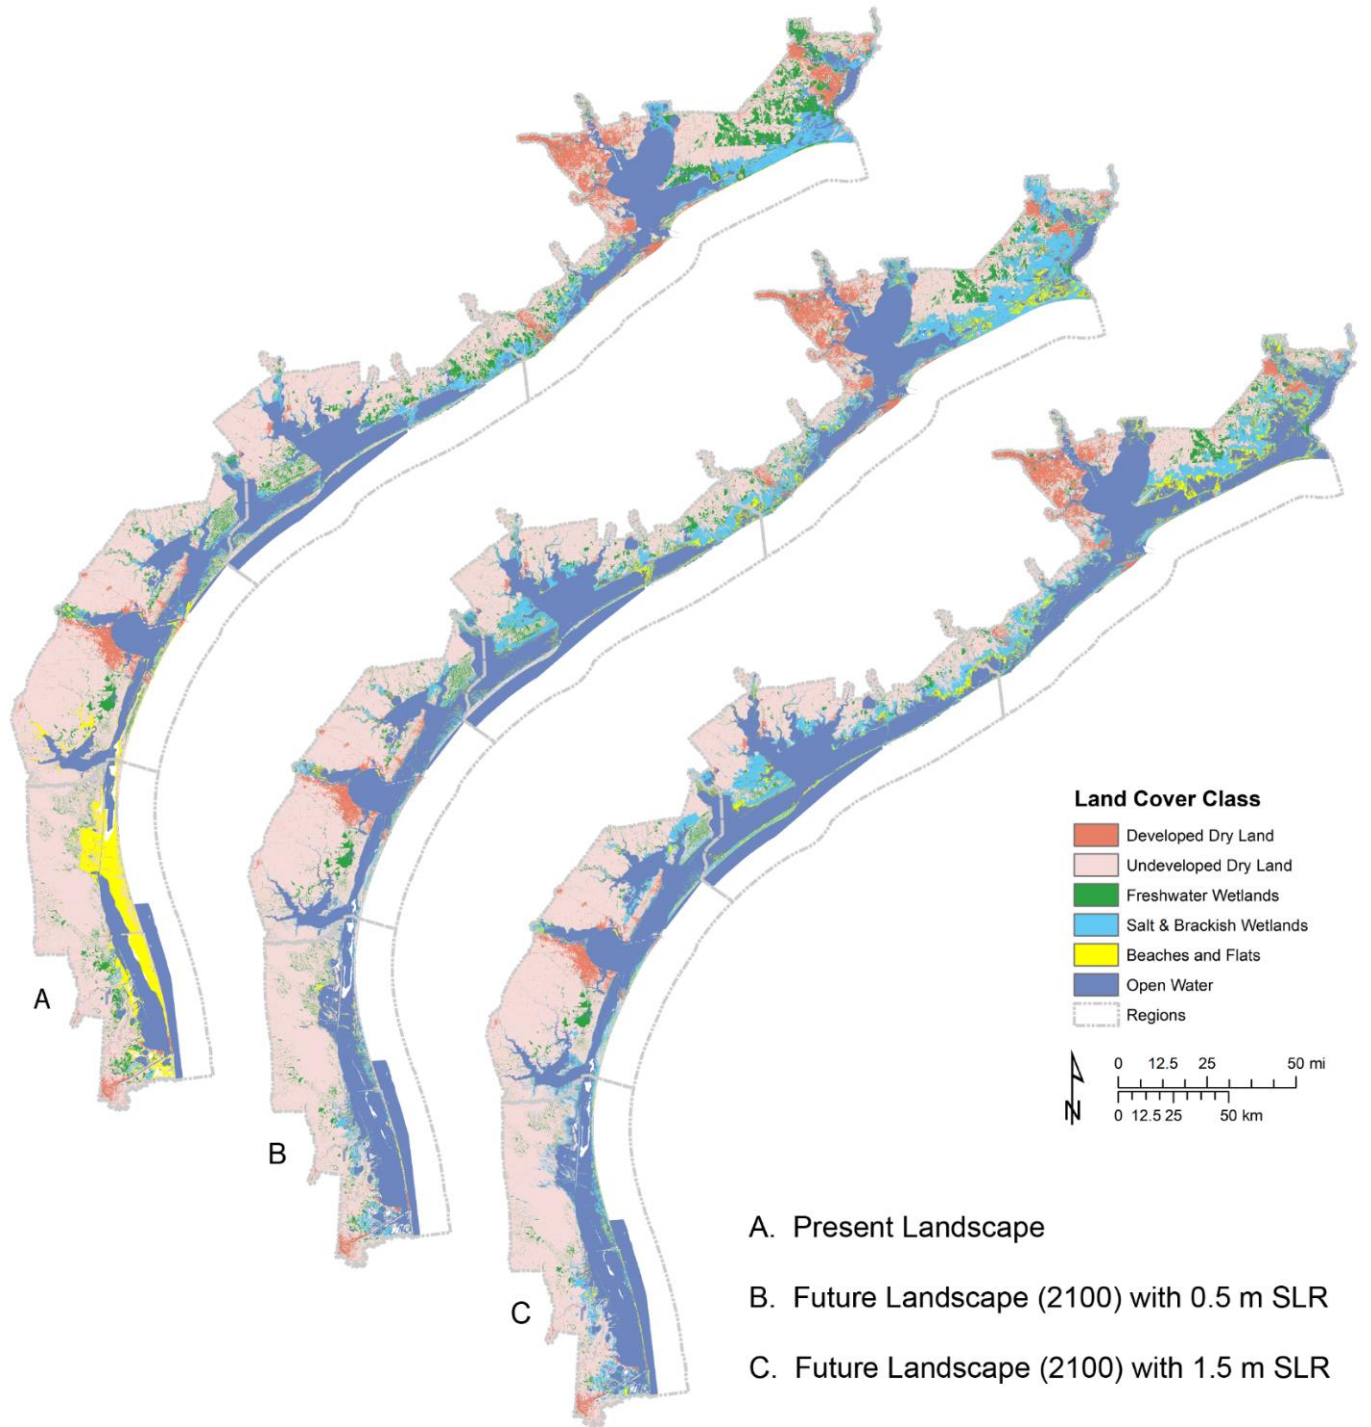 A
B
C
Land Cover Class
Developed Dry Land
Undeveloped Dry Land
Freshwater Wetlands
Salt & Brackish Wetlands
Beaches and Flats
Open Water
Regions
N
0 12.5 25 50 mi
0 12.5 25 50 km
A. Present Landscape
B. Future Landscape (2100) with 0.5 m SLR
C. Future Landscape (2100) with 1.5 m SLR